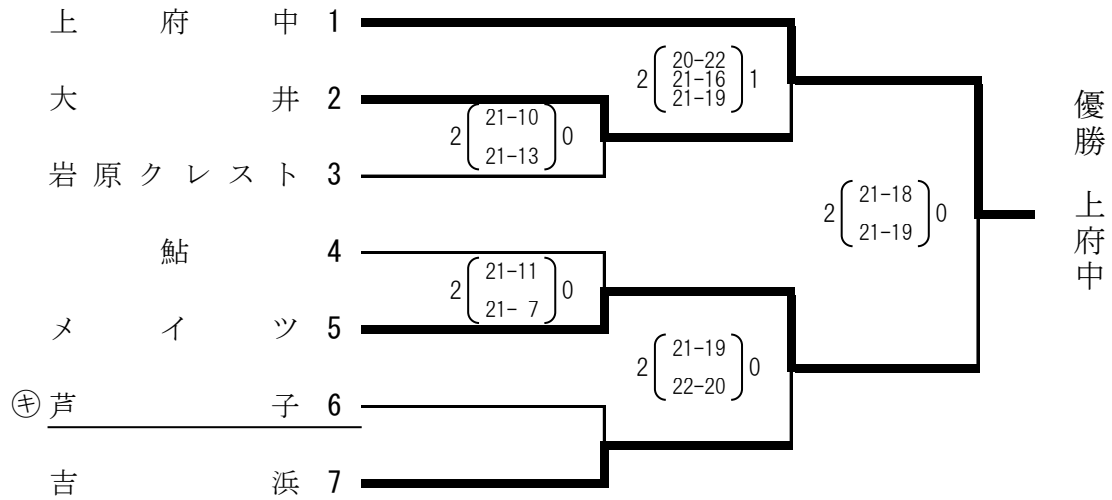 上府中 1
大井 2
岩原クレスト 3
鮎 4
メイツ 5
㋖芦子 6
吉浜 7
2 21-10 0
21-13
2 21-11 0
21- 7
2 20-22 1
21-16
21-19
2 21-19 0
22-20
2 21-18 0
21-19
優勝 上府中